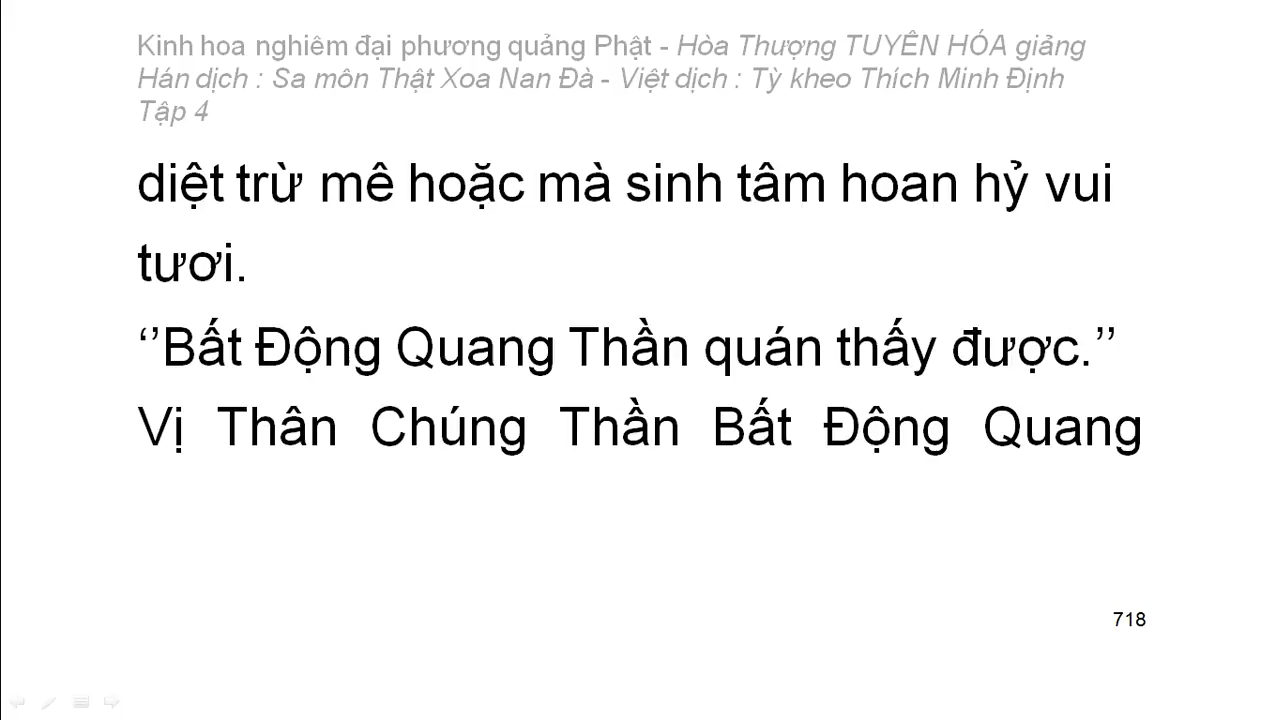 Kinh hoa nghiêm đại phương quảng Phật - Hòa Thượng TUYÊN HÓA giảng
Hán dịch : Sa môn Thật Xoa Nan Đà - Việt dịch : Tỳ kheo Thích Minh Định
Tập 4
diệt trừ mê hoặc mà sinh tâm hoan hỷ vui
tươi.
‘’Bất Động Quang Thần quán thấy được.’’
Vị Thân Chúng Thần Bất Động Quang
718